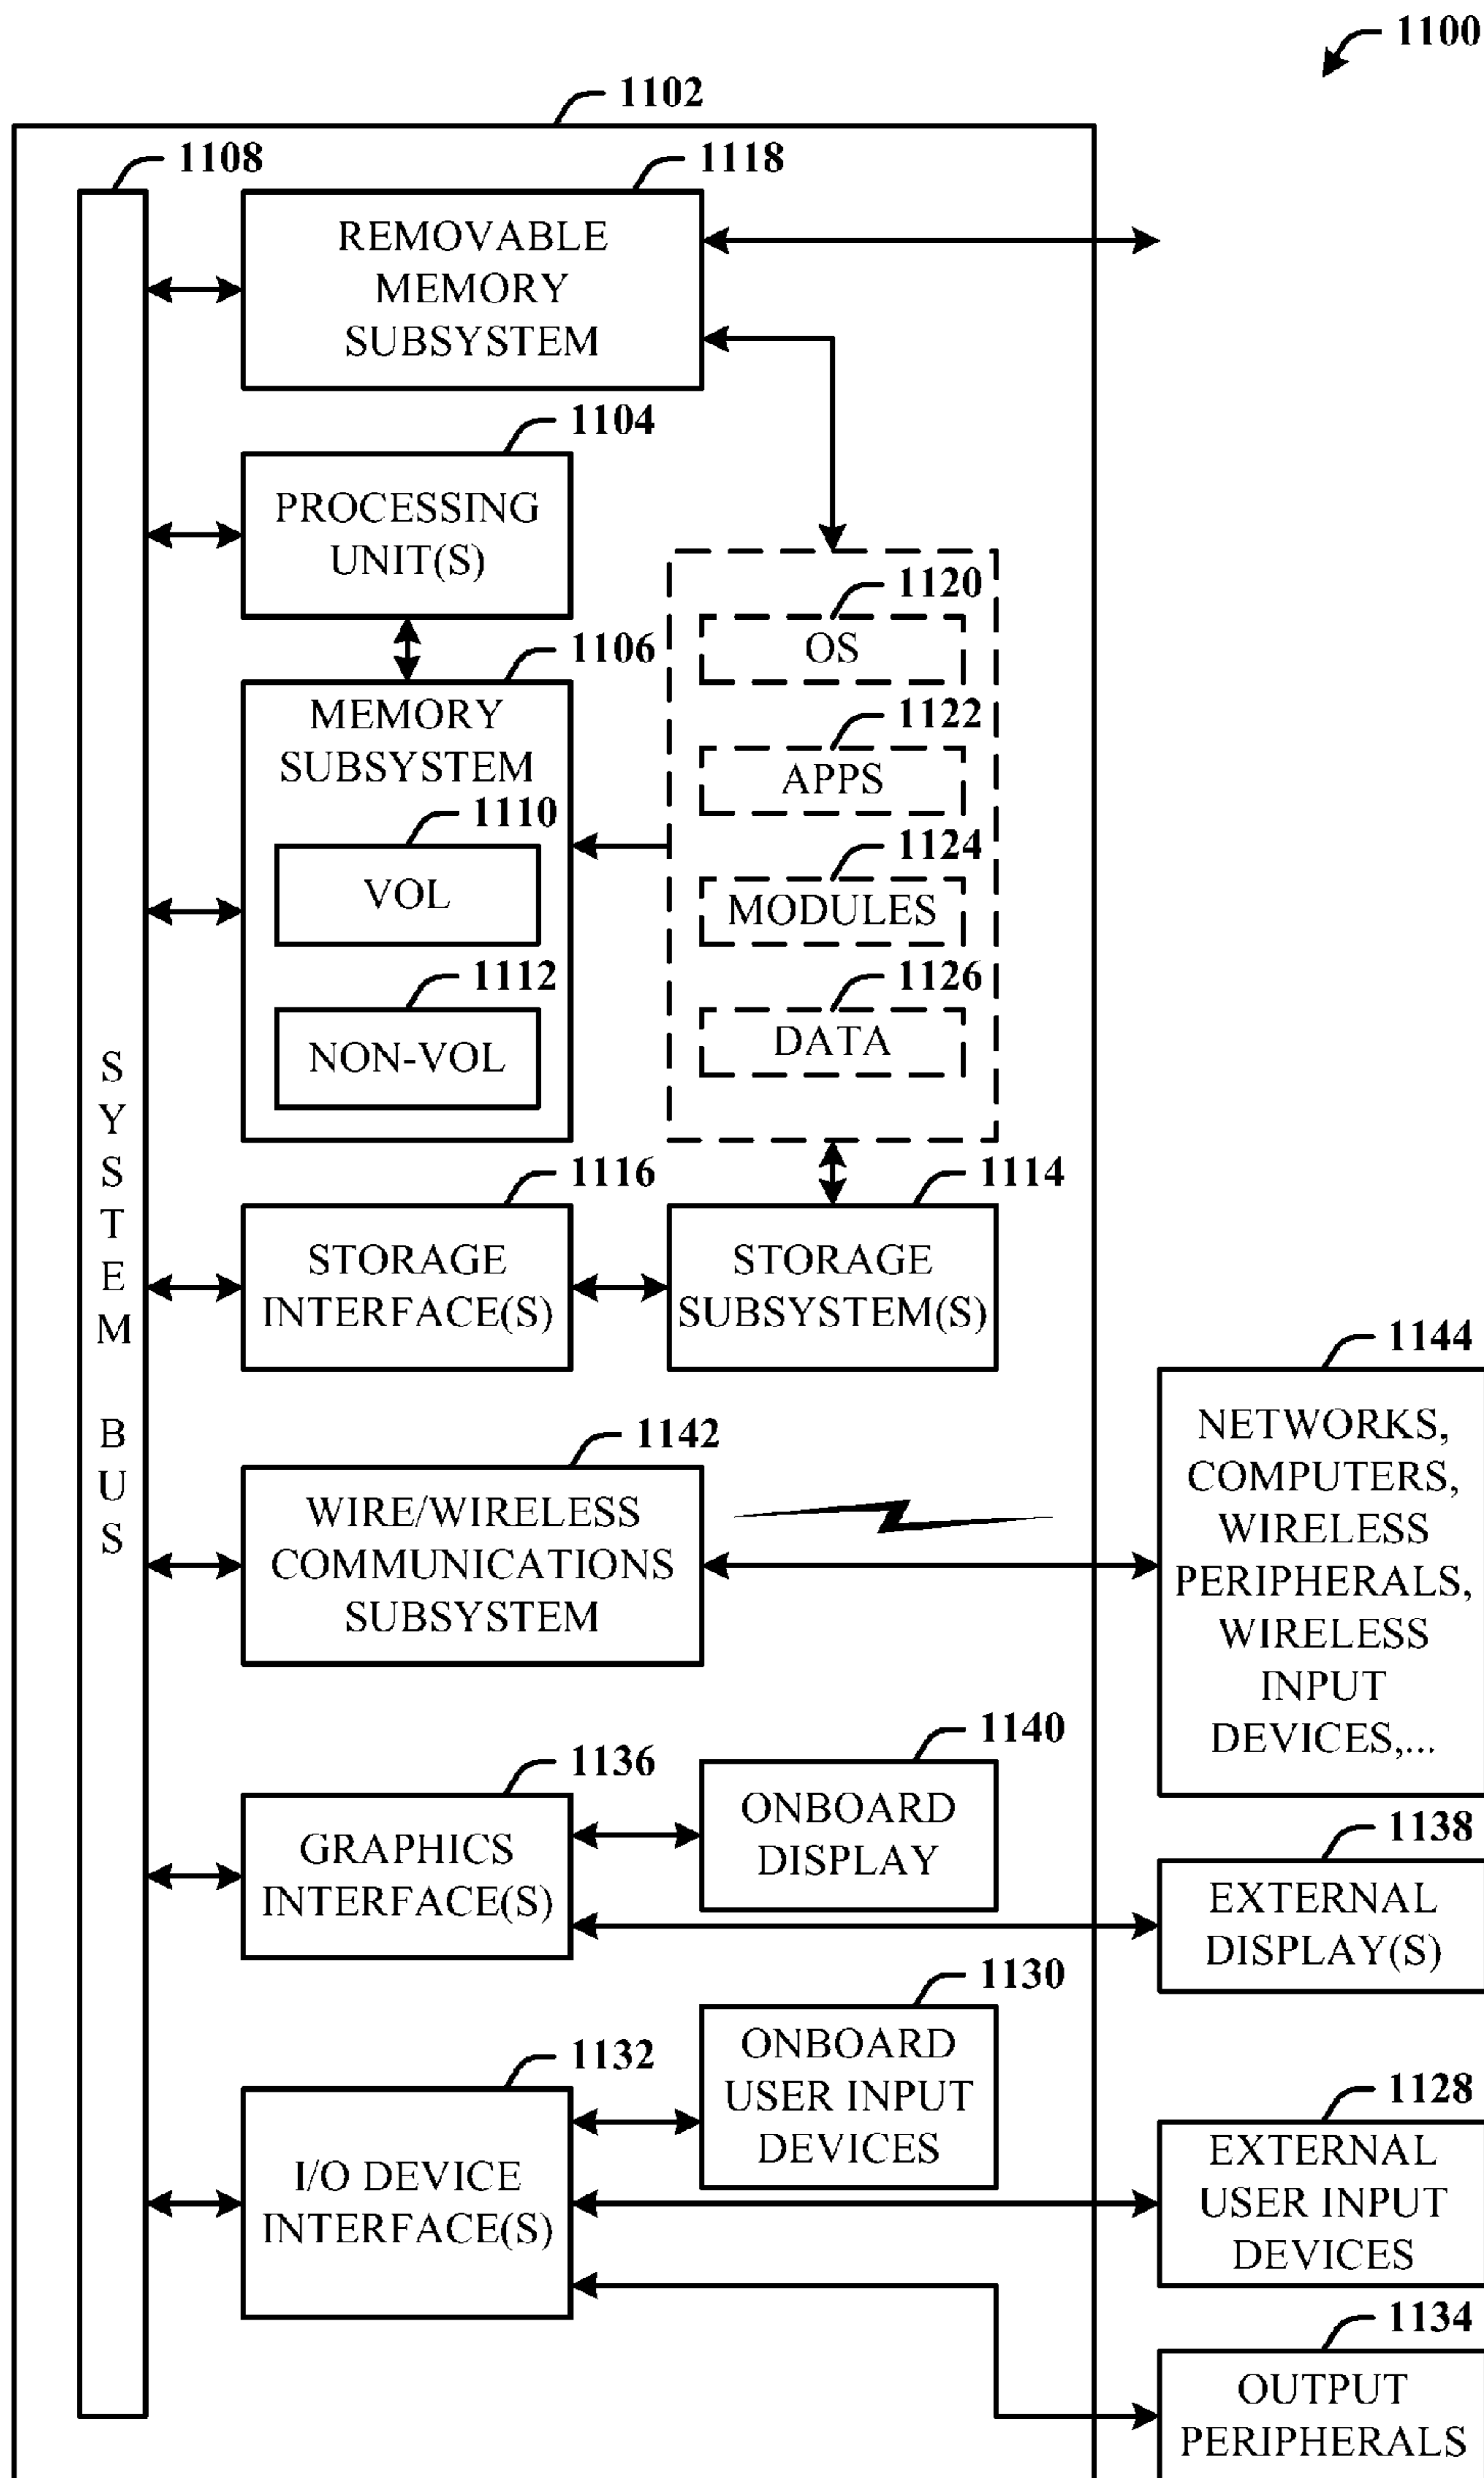 1100
1102
1108
1118
REMOVABLE
MEMORY
SUBSYSTEM
1104
PROCESSING
UNIT(S)
1120
OS
1106
MEMORY
SUBSYSTEM
1122
APPS
1110
VOL
1124
MODULES
1112
NON-VOL
1126
DATA
SYSTEM BUS
1116
STORAGE
INTERFACE(S)
1114
STORAGE
SUBSYSTEM(S)
1144
NETWORKS,
COMPUTERS,
WIRELESS
PERIPHERALS,
WIRELESS
INPUT
DEVICES,...
1142
WIRE/WIRELESS
COMMUNICATIONS
SUBSYSTEM
1140
ONBOARD
DISPLAY
1136
GRAPHICS
INTERFACE(S)
1138
EXTERNAL
DISPLAY(S)
1130
ONBOARD
USER INPUT
DEVICES
1132
I/O DEVICE
INTERFACE(S)
1128
EXTERNAL
USER INPUT
DEVICES
1134
OUTPUT
PERIPHERALS